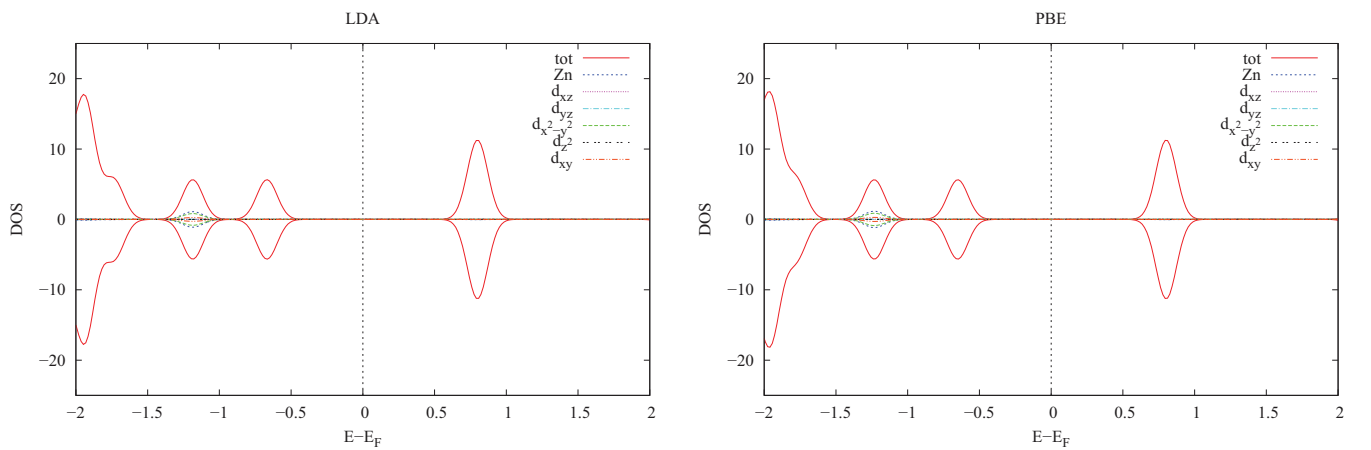 LDA
DOS
20
10
0
−10
−20
−2
−1.5
−1
−0.5
0
0.5
1
1.5
2
E−E_F
tot
Zn
d_xz
d_yz
d_x²−y²
d_z²
d_xy
PBE
DOS
20
10
0
−10
−20
−2
−1.5
−1
−0.5
0
0.5
1
1.5
2
E−E_F
tot
Zn
d_xz
d_yz
d_x²−y²
d_z²
d_xy